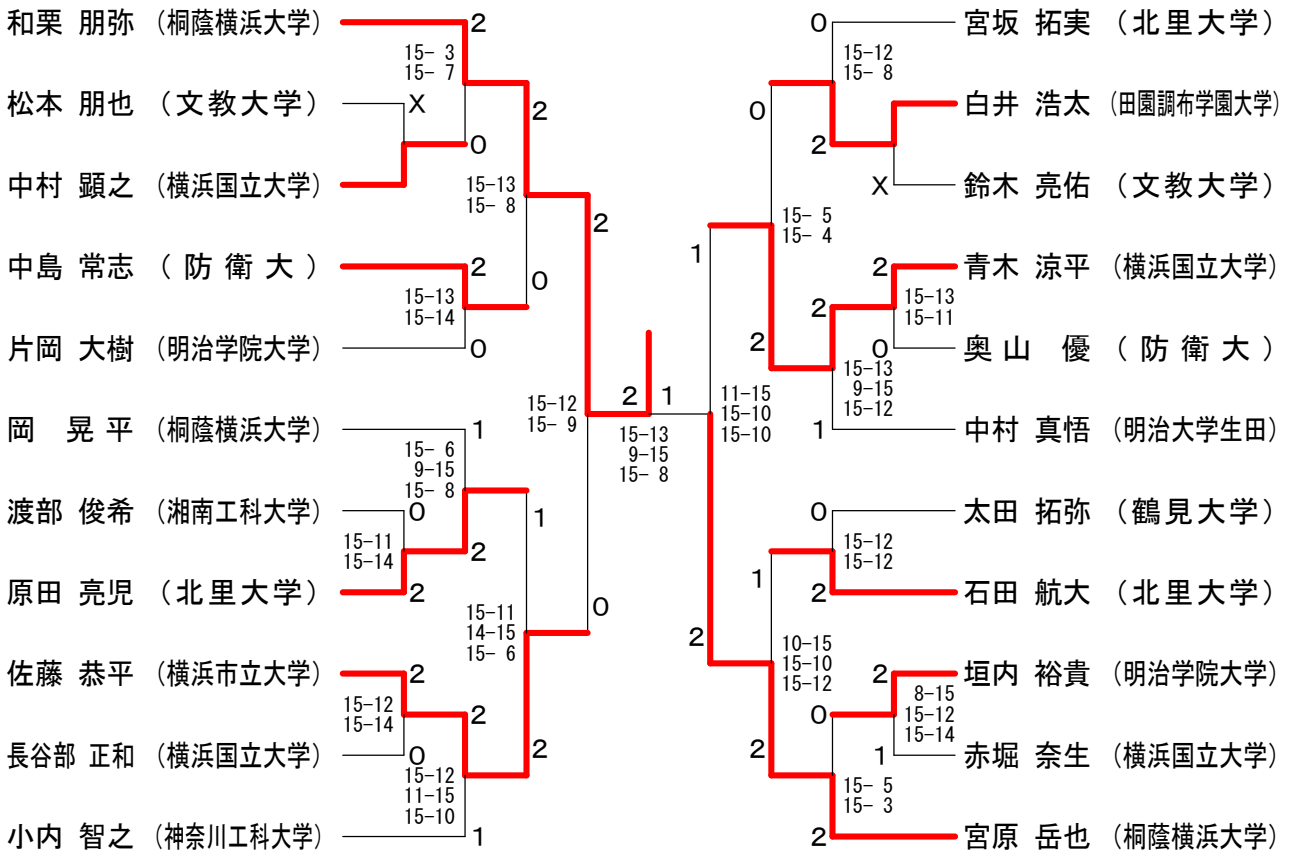 和栗 朋弥 (桐蔭横浜大学) 2 0 宮坂 拓実 (北里大学)
15- 3 15-12
15- 7 15- 8
松本 朋也 (文教大学) X 2 0 白井 浩太 (田園調布学園大学)
0 2
中村 顕之 (横浜国立大学) 15-13 X 鈴木 亮佑 (文教大学)
15- 8 2 15- 5
15- 4
1
中島 常志 (防衛大) 2 0 2 2 青木 涼平 (横浜国立大学)
15-13 15-13
15-14 15-11
片岡 大樹 (明治学院大学) 0 2 0 奥山 優 (防衛大)
15-13
9-15
15-12
15-12 2 1 11-15
15- 9 15-10
15-10
岡 晃平 (桐蔭横浜大学) 1 15-13 1 中村 真悟 (明治大学生田)
15- 6 9-15
9-15 15- 8
15- 8
渡部 俊希 (湘南工科大学) 0 1 0 太田 拓弥 (鶴見大学)
15-11 2 15-12
15-14 15-12
原田 亮児 (北里大学) 2 0 1 2 石田 航大 (北里大学)
15-11 2 10-15
14-15 15-10
15- 6 15-12
佐藤 恭平 (横浜市立大学) 2 2 垣内 裕貴 (明治学院大学)
15-12 2 0 8-15
15-14 15-12
15-14
長谷部 正和 (横浜国立大学) 0 2 2 1 赤堀 奈生 (横浜国立大学)
15-12 15- 5
11-15 15- 3
15-10
小内 智之 (神奈川工科大学) 1 2 宮原 岳也 (桐蔭横浜大学)